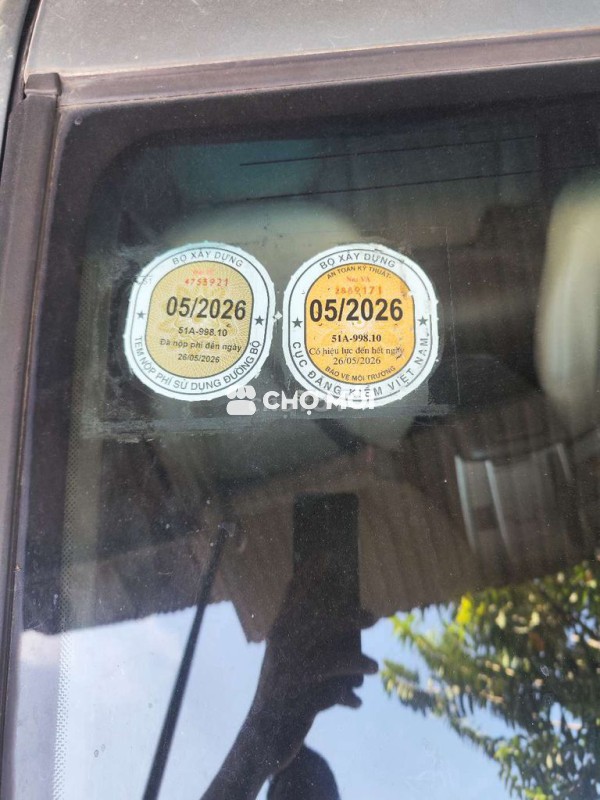 BỘ XÂY DỰNG
4753921
05/2026
51A-998.10
Đã nộp phí đến ngày
26/05/2026
TEM NỘP PHÍ SỬ DỤNG ĐƯỜNG BỘ
BỘ XÂY DỰNG
AN TOÀN KỸ THUẬT
2889171
05/2026
51A-998.10
Có hiệu lực đến hết ngày
26/05/2026
BẢO VỆ MÔI TRƯỜNG
CỤC ĐĂNG KIỂM VIỆT NAM
CHỢ TỐT